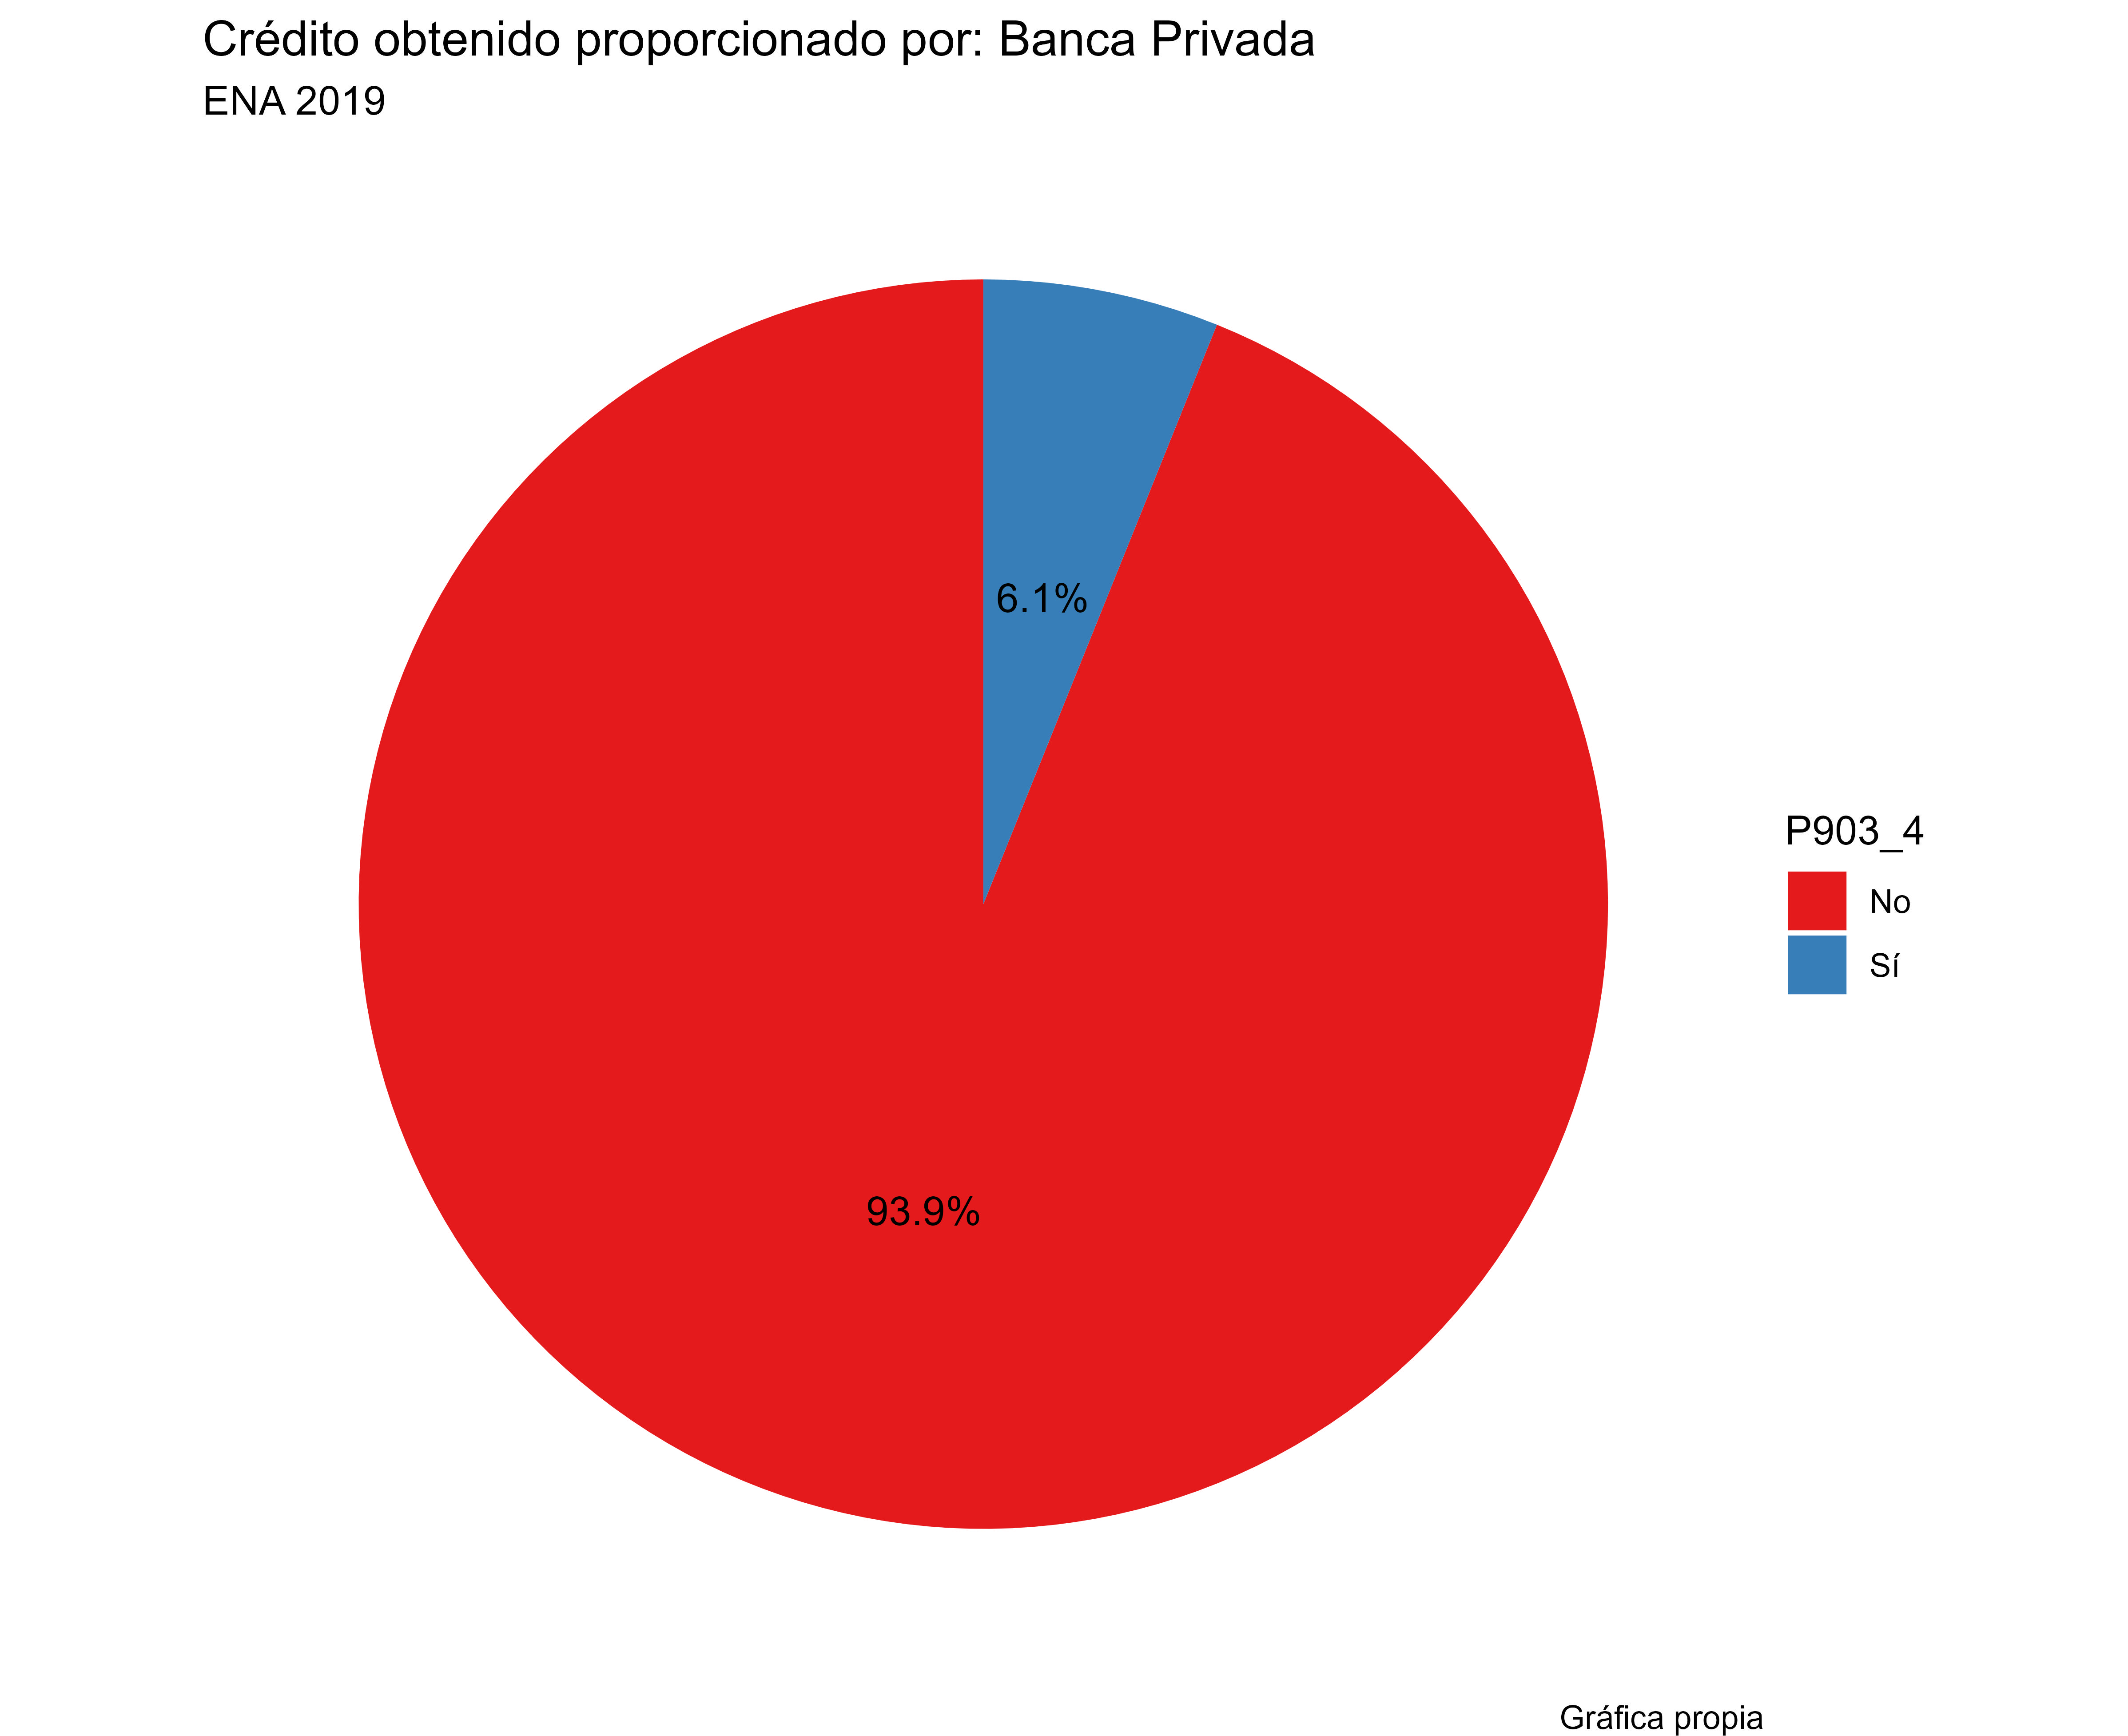 Crédito obtenido proporcionado por: Banca Privada
ENA 2019
6.1%
P903_4
No
Sí
93.9%
Gráfica propia